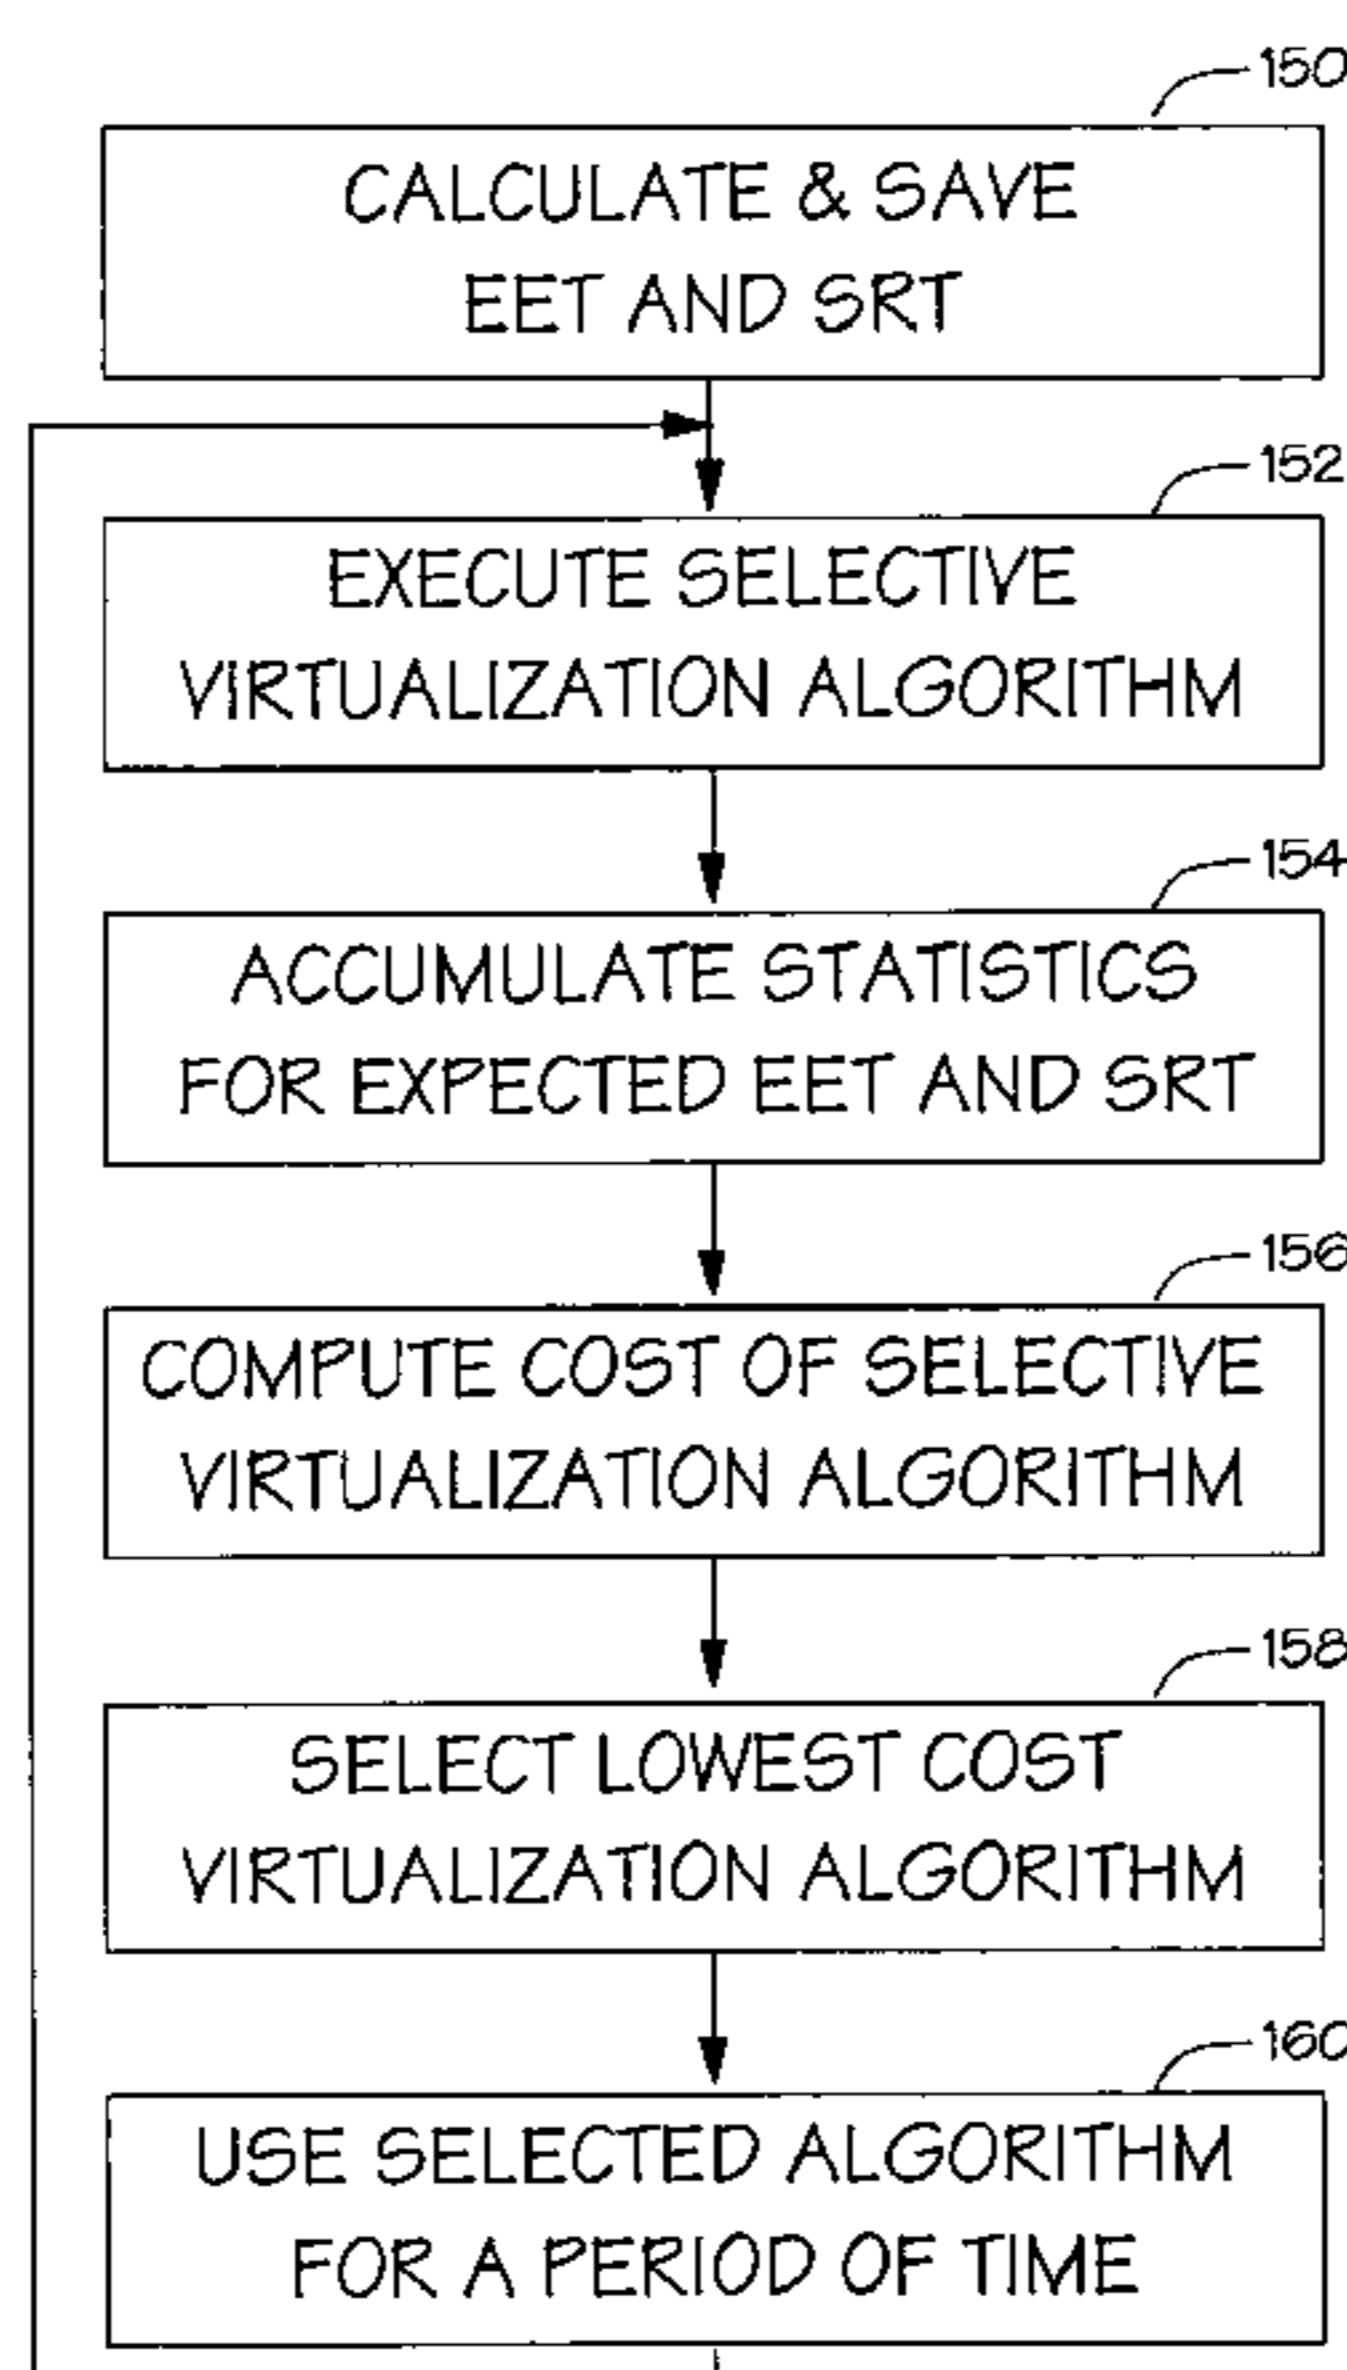 150
CALCULATE & SAVE
EET AND SRT
152
EXECUTE SELECTIVE
VIRTUALIZATION ALGORITHM
154
ACCUMULATE STATISTICS
FOR EXPECTED EET AND SRT
156
COMPUTE COST OF SELECTIVE
VIRTUALIZATION ALGORITHM
158
SELECT LOWEST COST
VIRTUALIZATION ALGORITHM
160
USE SELECTED ALGORITHM
FOR A PERIOD OF TIME